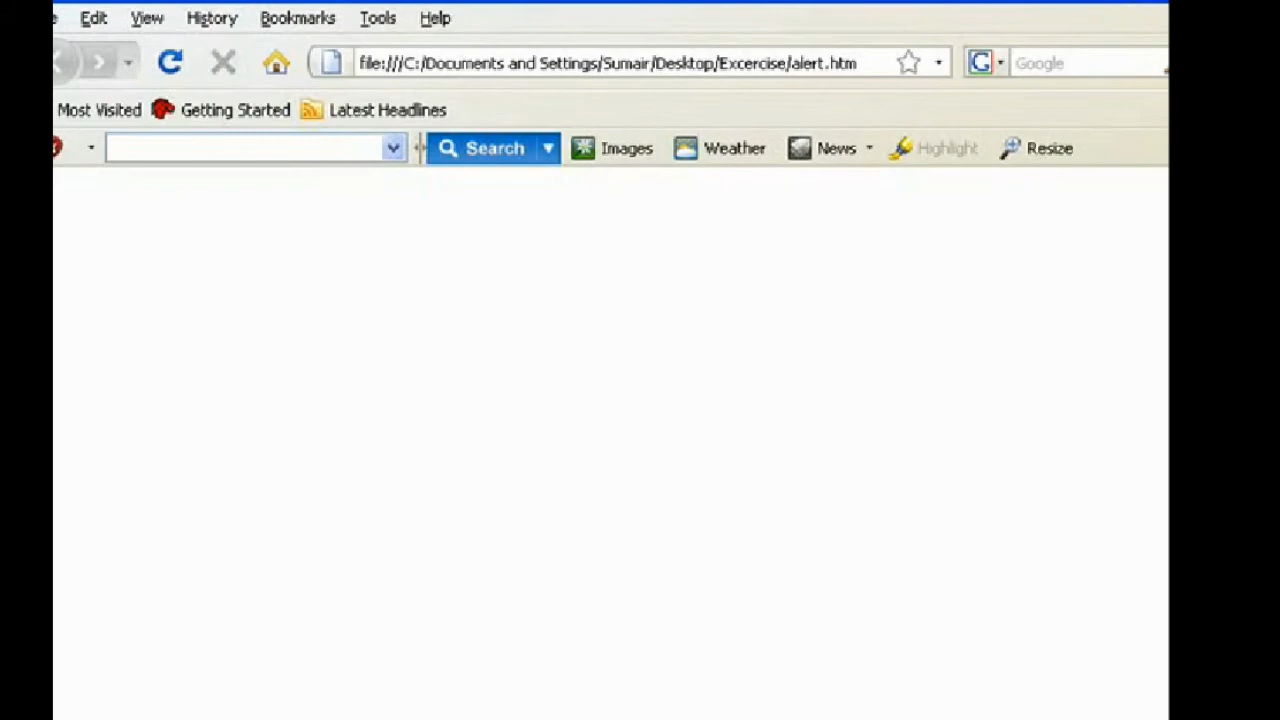 Edit View History Bookmarks Tools Help
file:///C:/Documents and Settings/Sumair/Desktop/Excercise/alert.htm Google
Most Visited Getting Started Latest Headlines
Search Images Weather News Highlight Resize